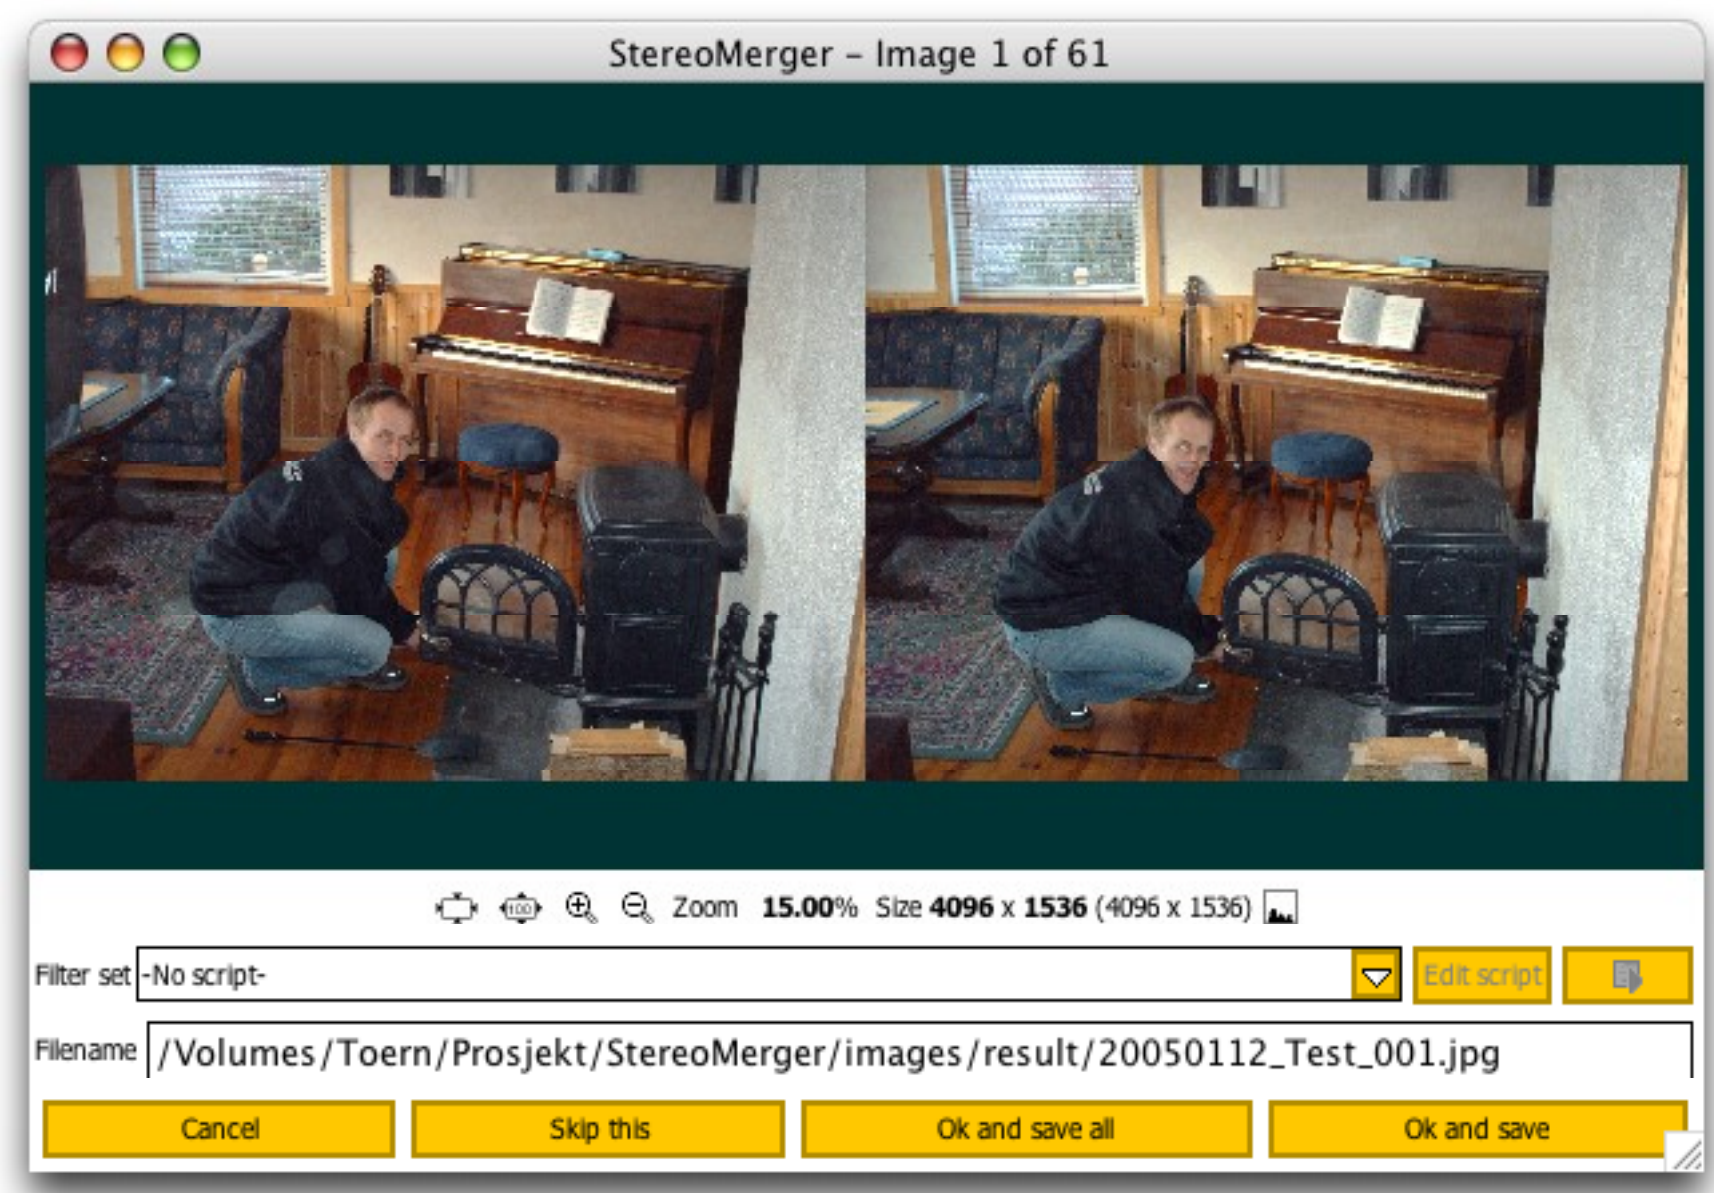 StereoMerger – Image 1 of 61
100 Zoom 15.00% Size 4096 x 1536 (4096 x 1536)
Filter set -No script- Edit script
Filename /Volumes/Toern/Prosjekt/StereoMerger/images/result/20050112_Test_001.jpg
Cancel Skip this Ok and save all Ok and save